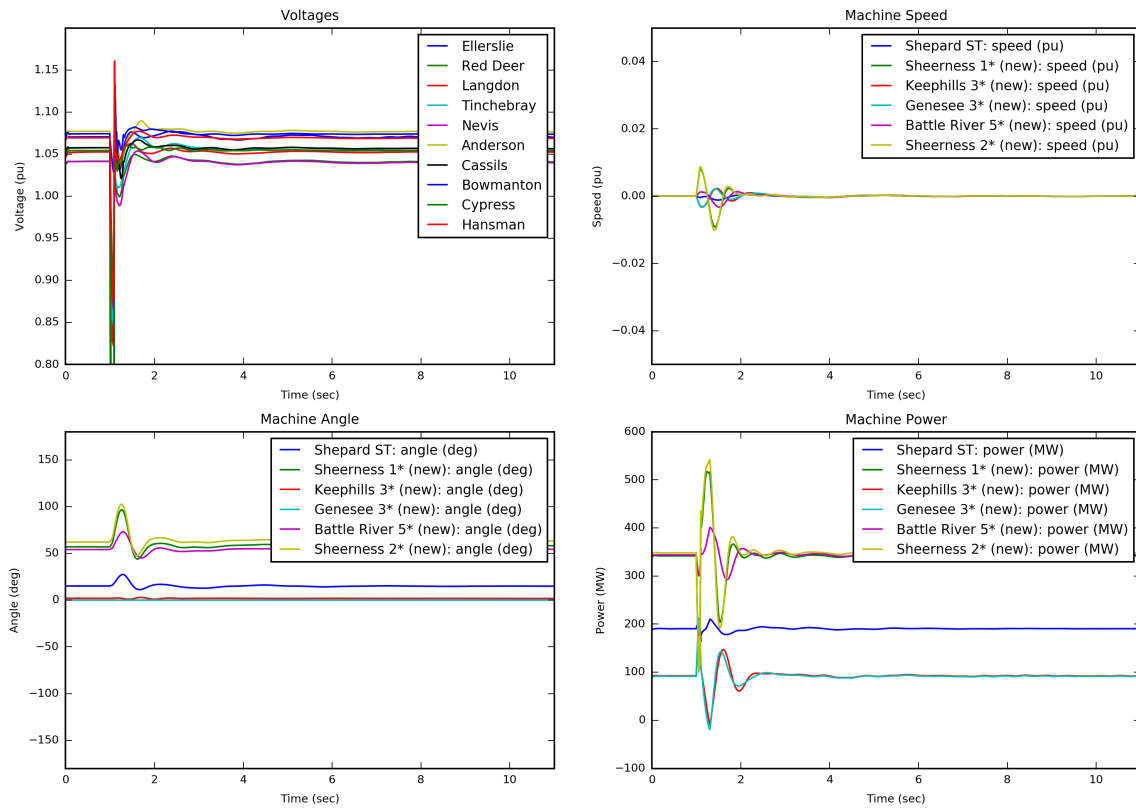 Voltages
Voltage (pu)
1.15
1.10
1.05
1.00
0.95
0.90
0.85
0.80
0 2 4 6 8 10
Time (sec)
Ellerslie
Red Deer
Langdon
Tinchebray
Nevis
Anderson
Cassils
Bowmanton
Cypress
Hansman
Machine Speed
Speed (pu)
0.04
0.02
0.00
−0.02
−0.04
0 2 4 6 8 10
Time (sec)
Shepard ST: speed (pu)
Sheerness 1* (new): speed (pu)
Keephills 3* (new): speed (pu)
Genesee 3* (new): speed (pu)
Battle River 5* (new): speed (pu)
Sheerness 2* (new): speed (pu)
Machine Angle
Angle (deg)
150
100
50
0
−50
−100
−150
0 2 4 6 8 10
Time (sec)
Shepard ST: angle (deg)
Sheerness 1* (new): angle (deg)
Keephills 3* (new): angle (deg)
Genesee 3* (new): angle (deg)
Battle River 5* (new): angle (deg)
Sheerness 2* (new): angle (deg)
Machine Power
Power (MW)
600
500
400
300
200
100
0
−100
0 2 4 6 8 10
Time (sec)
Shepard ST: power (MW)
Sheerness 1* (new): power (MW)
Keephills 3* (new): power (MW)
Genesee 3* (new): power (MW)
Battle River 5* (new): power (MW)
Sheerness 2* (new): power (MW)